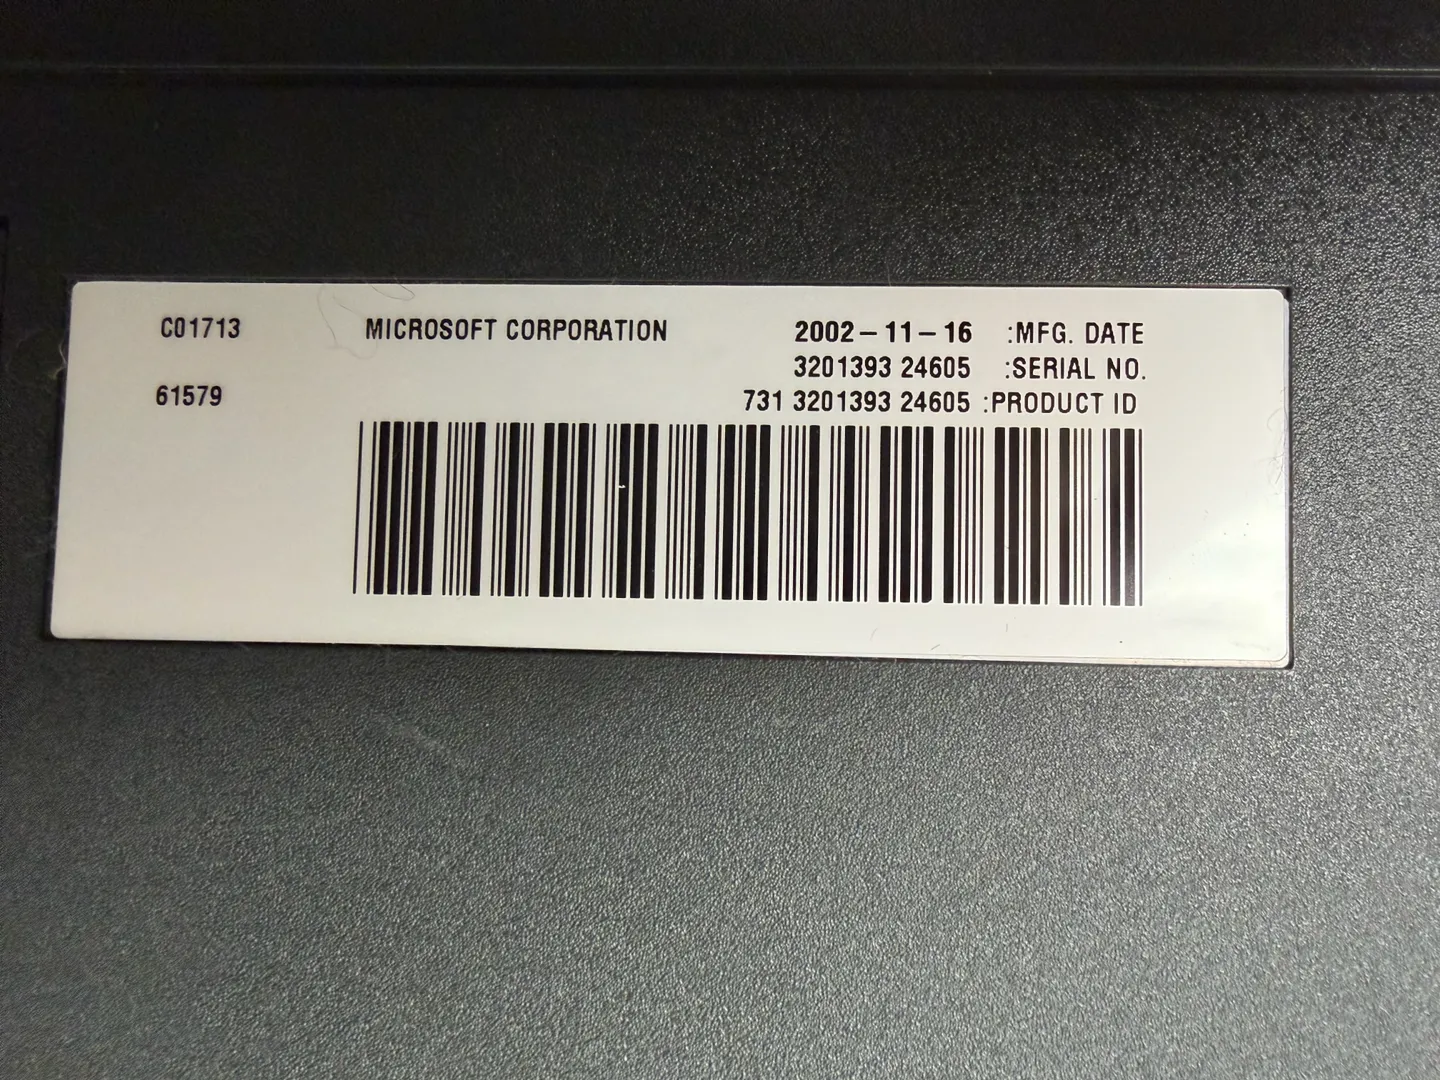 C01713 MICROSOFT CORPORATION 2002-11-16 :MFG. DATE
3201393 24605 :SERIAL NO.
61579 731 3201393 24605 :PRODUCT ID